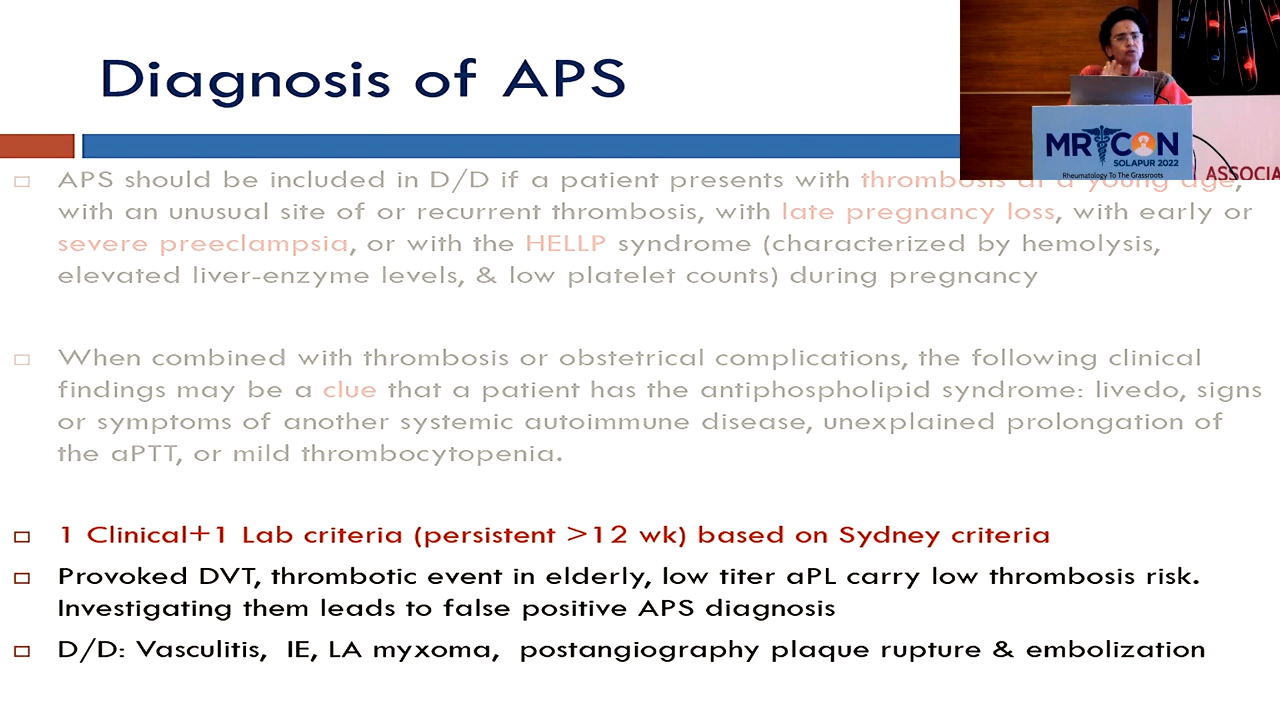 Diagnosis of APS
MRCON
SOLAPUR 2022
Rheumatology To The Grassroots
ASSOCIA
APS should be included in D/D if a patient presents with thrombosis at a young age,
with an unusual site of or recurrent thrombosis, with late pregnancy loss, with early or
severe preeclampsia, or with the HELLP syndrome (characterized by hemolysis,
elevated liver-enzyme levels, & low platelet counts) during pregnancy
When combined with thrombosis or obstetrical complications, the following clinical
findings may be a clue that a patient has the antiphospholipid syndrome: livedo, signs
or symptoms of another systemic autoimmune disease, unexplained prolongation of
the aPTT, or mild thrombocytopenia.
1 Clinical+1 Lab criteria (persistent >12 wk) based on Sydney criteria
Provoked DVT, thrombotic event in elderly, low titer aPL carry low thrombosis risk.
Investigating them leads to false positive APS diagnosis
D/D: Vasculitis, IE, LA myxoma, postangiography plaque rupture & embolization